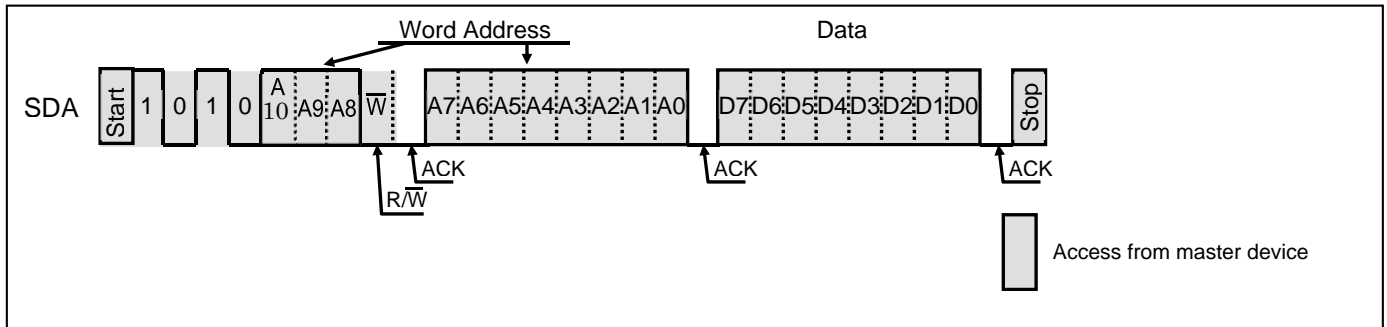 Word Address Data
SDA Start 1 0 1 0 A10 A9 A8 W̅ A7 A6 A5 A4 A3 A2 A1 A0 D7 D6 D5 D4 D3 D2 D1 D0 Stop
ACK ACK ACK
R/W̅
Access from master device